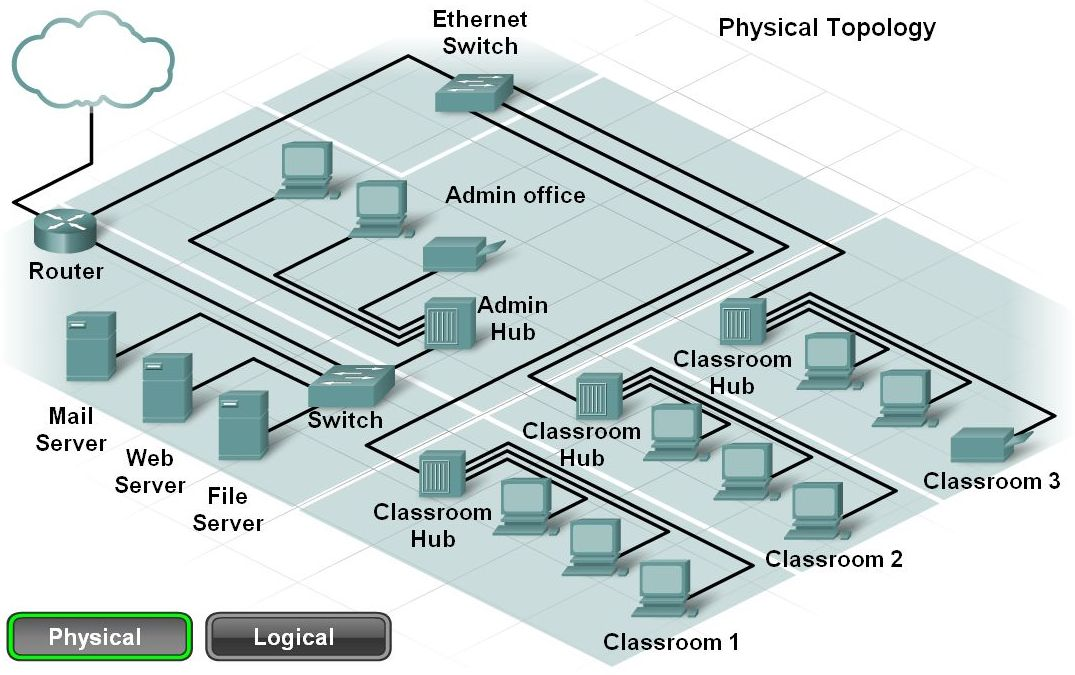 Ethernet
Switch
Physical Topology
Admin office
Router
Admin
Hub
Classroom
Hub
Switch
Mail
Server
Classroom
Hub
Web
Server
Classroom 3
File
Server
Classroom
Hub
Classroom 2
Classroom 1
Physical
Logical